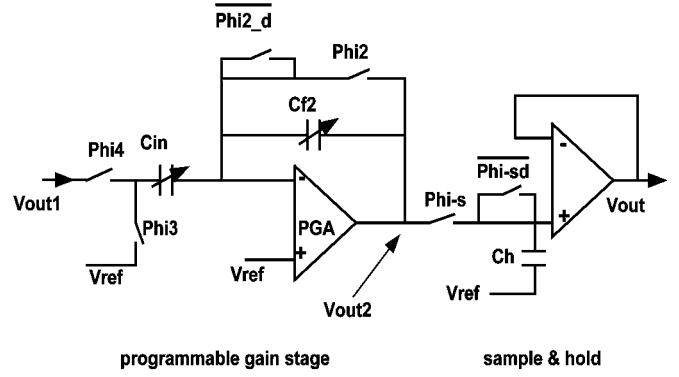 Phi2_d
Phi2
Cf2
Phi4
Cin
Vout1
Phi3
Vref
-
PGA
+
Vref
Vout2
Phi-s
Phi-sd
-
+
Vout
Ch
Vref
programmable gain stage
sample & hold